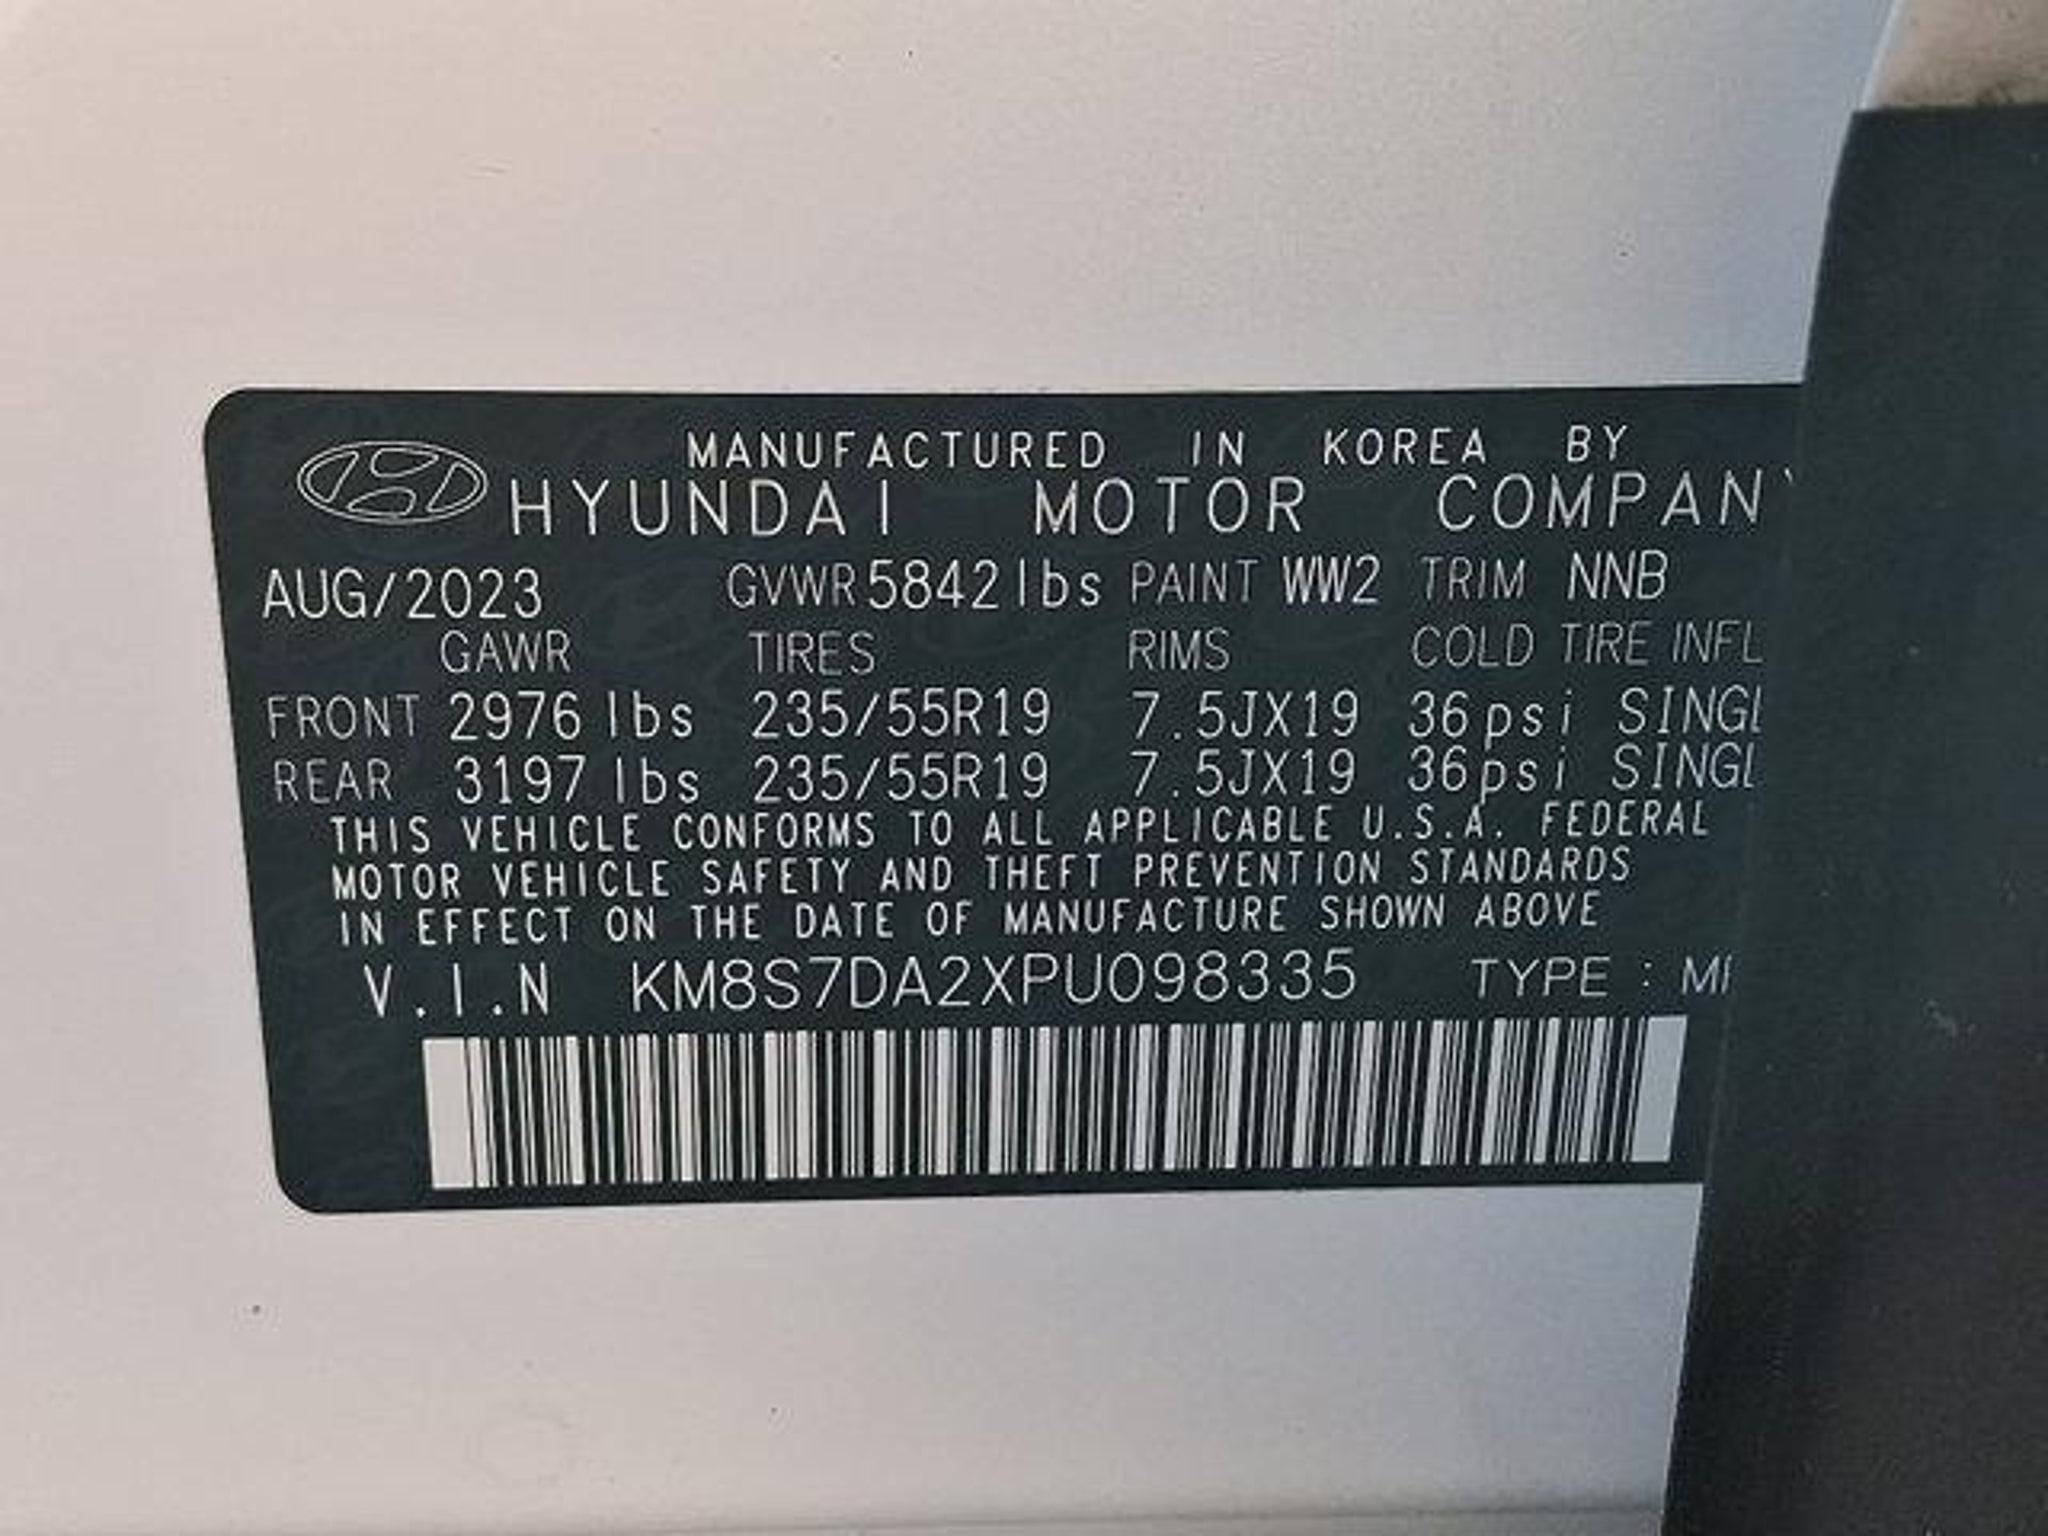 MANUFACTURED IN KOREA BY
HYUNDAI MOTOR COMPANY
AUG/2023 GVWR 5842 lbs PAINT WW2 TRIM NNB
GAWR TIRES RIMS COLD TIRE INFL
FRONT 2976 lbs 235/55R19 7.5JX19 36psi SINGL
REAR 3197 lbs 235/55R19 7.5JX19 36psi SINGL
THIS VEHICLE CONFORMS TO ALL APPLICABLE U.S.A. FEDERAL
MOTOR VEHICLE SAFETY AND THEFT PREVENTION STANDARDS
IN EFFECT ON THE DATE OF MANUFACTURE SHOWN ABOVE
V.I.N KM8S7DA2XPU098335 TYPE :